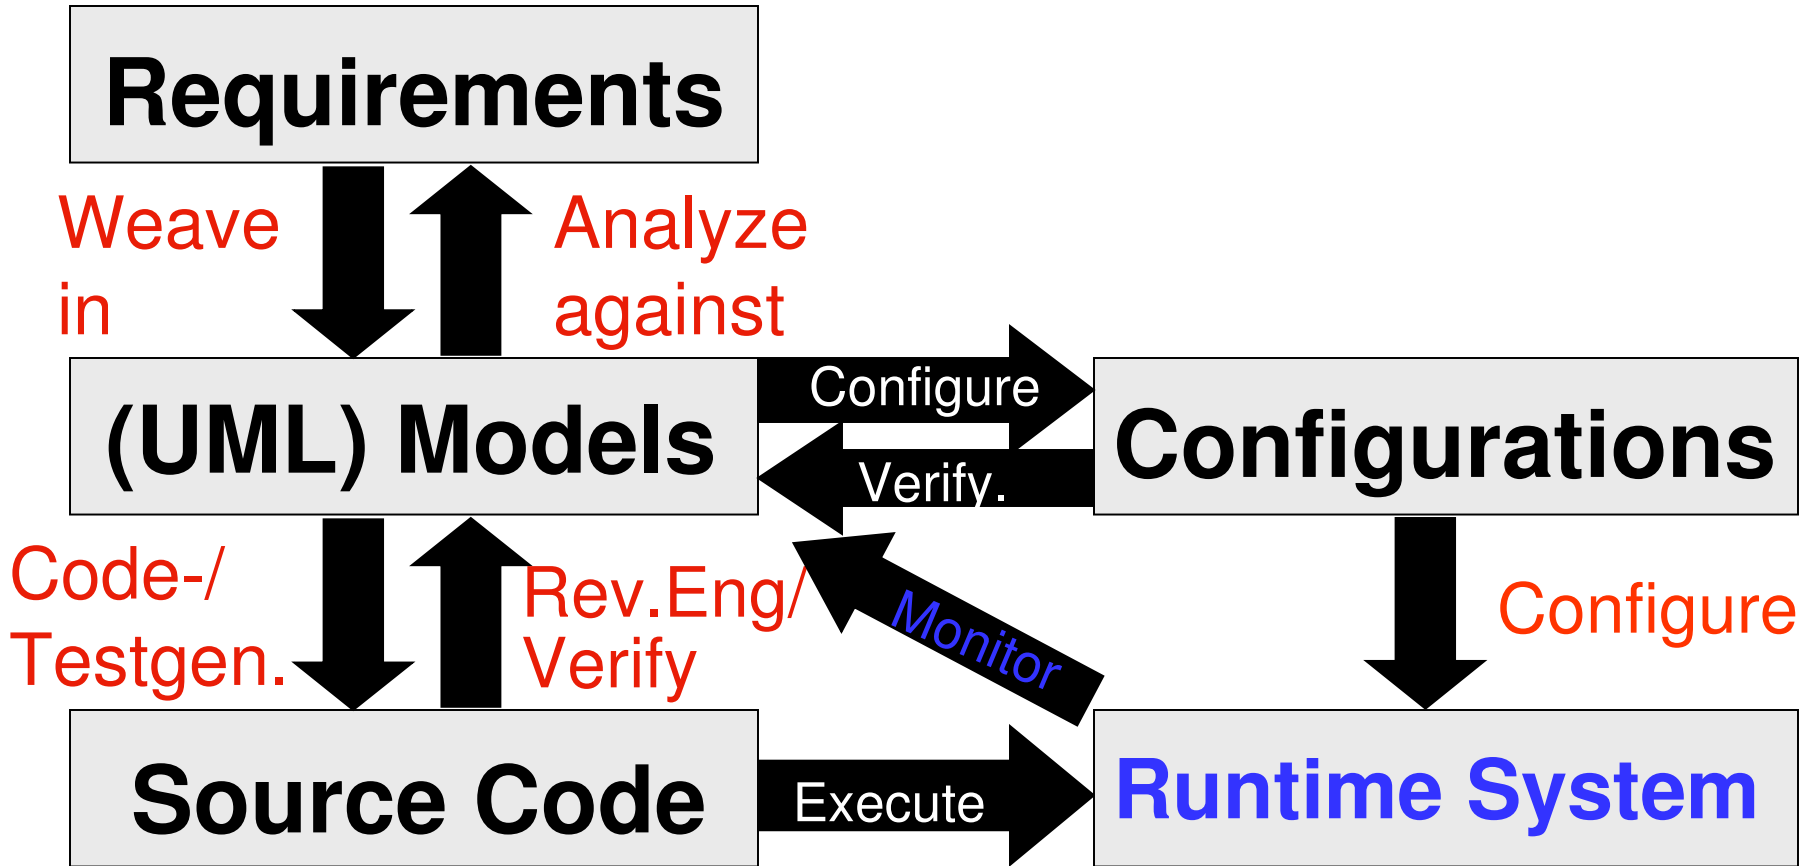 Requirements
Weave
in
Analyze
against
(UML) Models
Configure
Verify.
Configurations
Code-/
Testgen.
Rev.Eng/
Verify
Monitor
Configure
Source Code
Execute
Runtime System